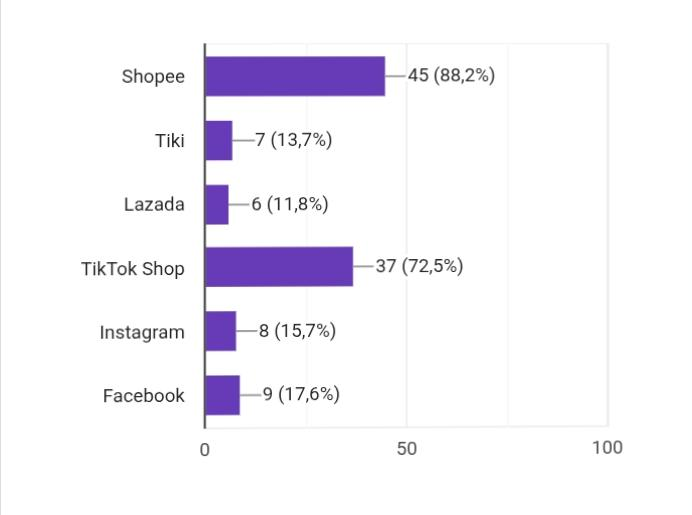 Shopee 45 (88,2%)
Tiki 7 (13,7%)
Lazada 6 (11,8%)
TikTok Shop 37 (72,5%)
Instagram 8 (15,7%)
Facebook 9 (17,6%)
0 50 100